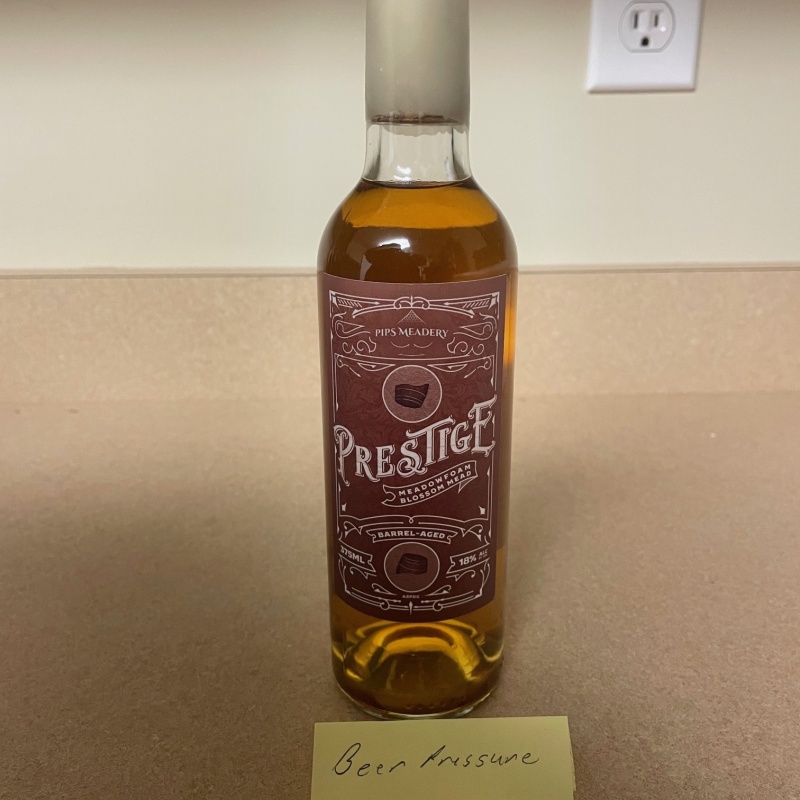 PIPS MEADERY
PRESTIGE
MEADOWFOAM
BLOSSOM MEAD
BARREL-AGED
375ML
18% ALC
Beer Pressure